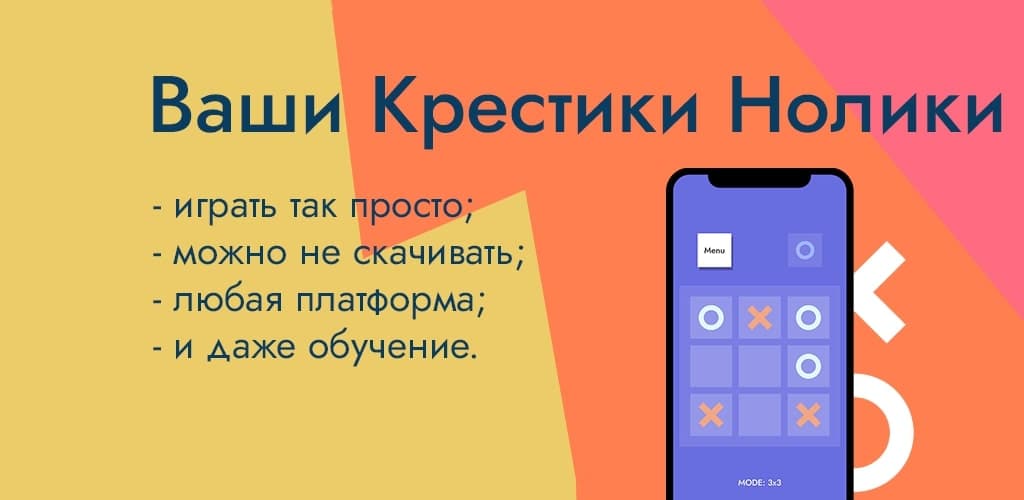 Ваши Крестики Нолики
- играть так просто;
- можно не скачивать;
- любая платформа;
- и даже обучение.
Menu
MODE: 3x3